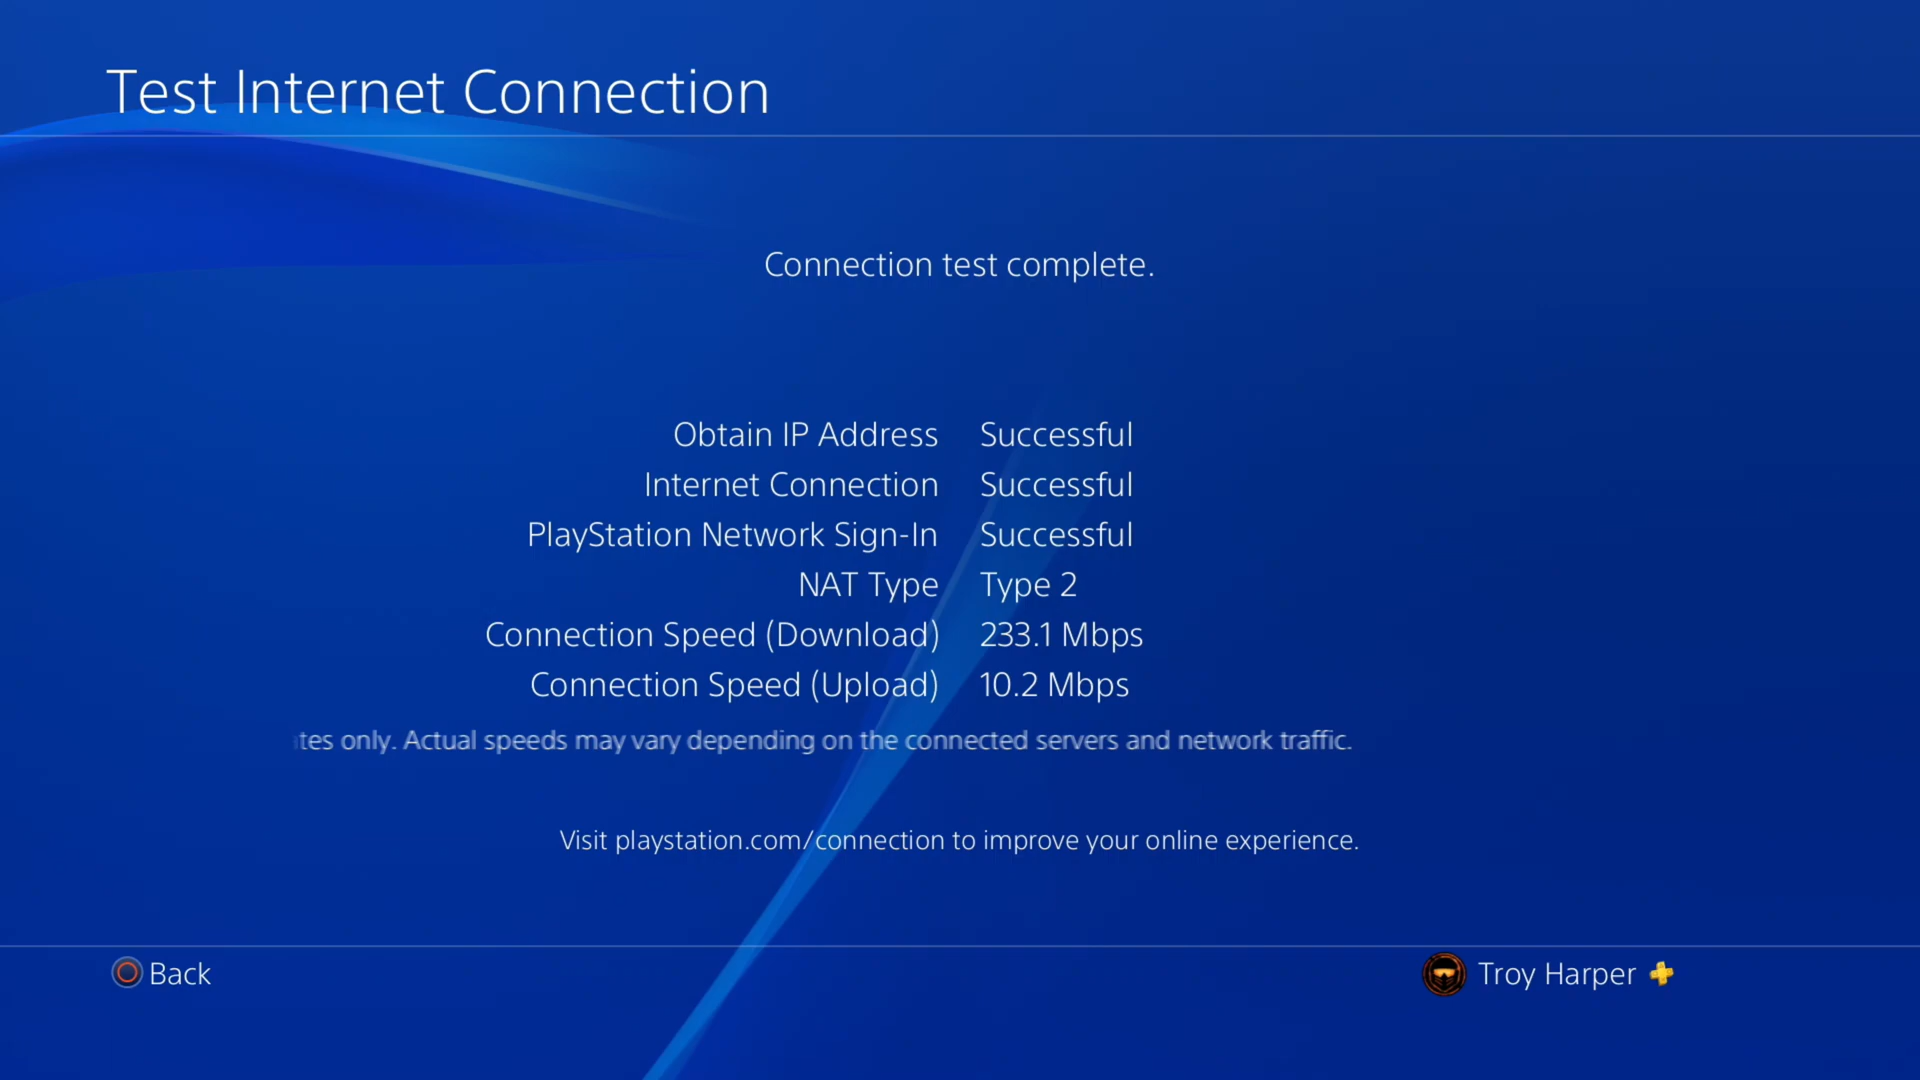 Test Internet Connection
Connection test complete.
Obtain IP Address Successful
Internet Connection Successful
PlayStation Network Sign-In Successful
NAT Type Type 2
Connection Speed (Download) 233.1 Mbps
Connection Speed (Upload) 10.2 Mbps
tes only. Actual speeds may vary depending on the connected servers and network traffic.
Visit playstation.com/connection to improve your online experience.
Back
Troy Harper